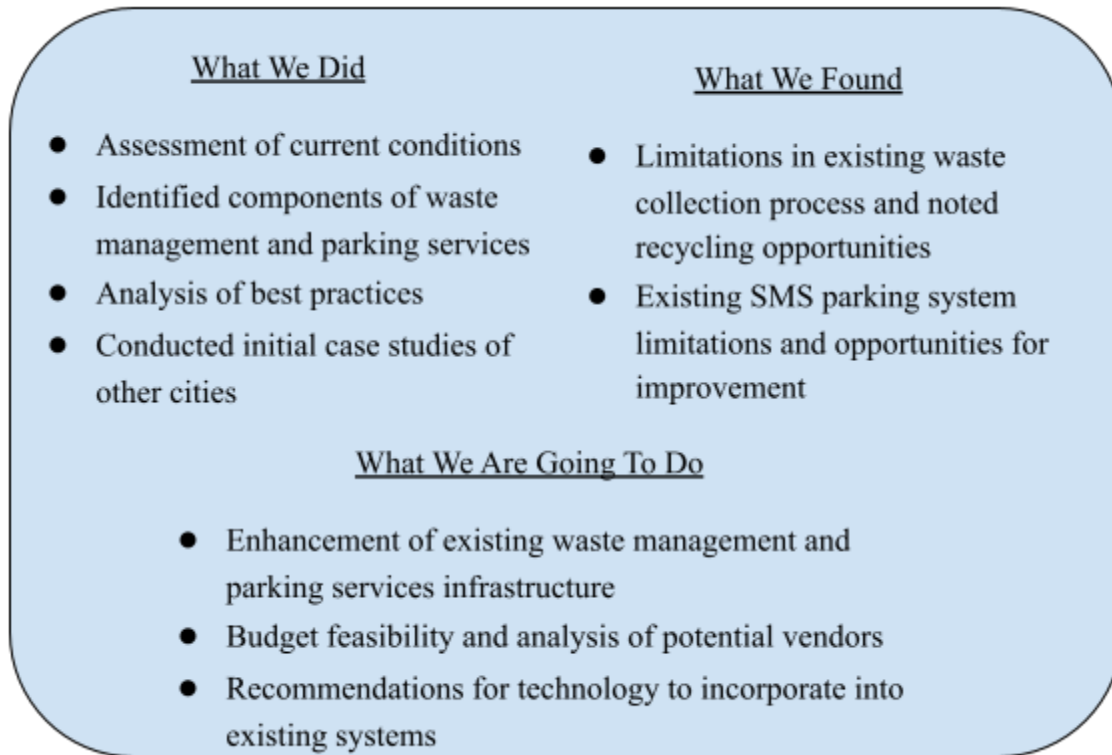 What We Did
● Assessment of current conditions
● Identified components of waste
management and parking services
● Analysis of best practices
● Conducted initial case studies of
other cities
What We Found
● Limitations in existing waste
collection process and noted
recycling opportunities
● Existing SMS parking system
limitations and opportunities for
improvement
What We Are Going To Do
● Enhancement of existing waste management and
parking services infrastructure
● Budget feasibility and analysis of potential vendors
● Recommendations for technology to incorporate into
existing systems